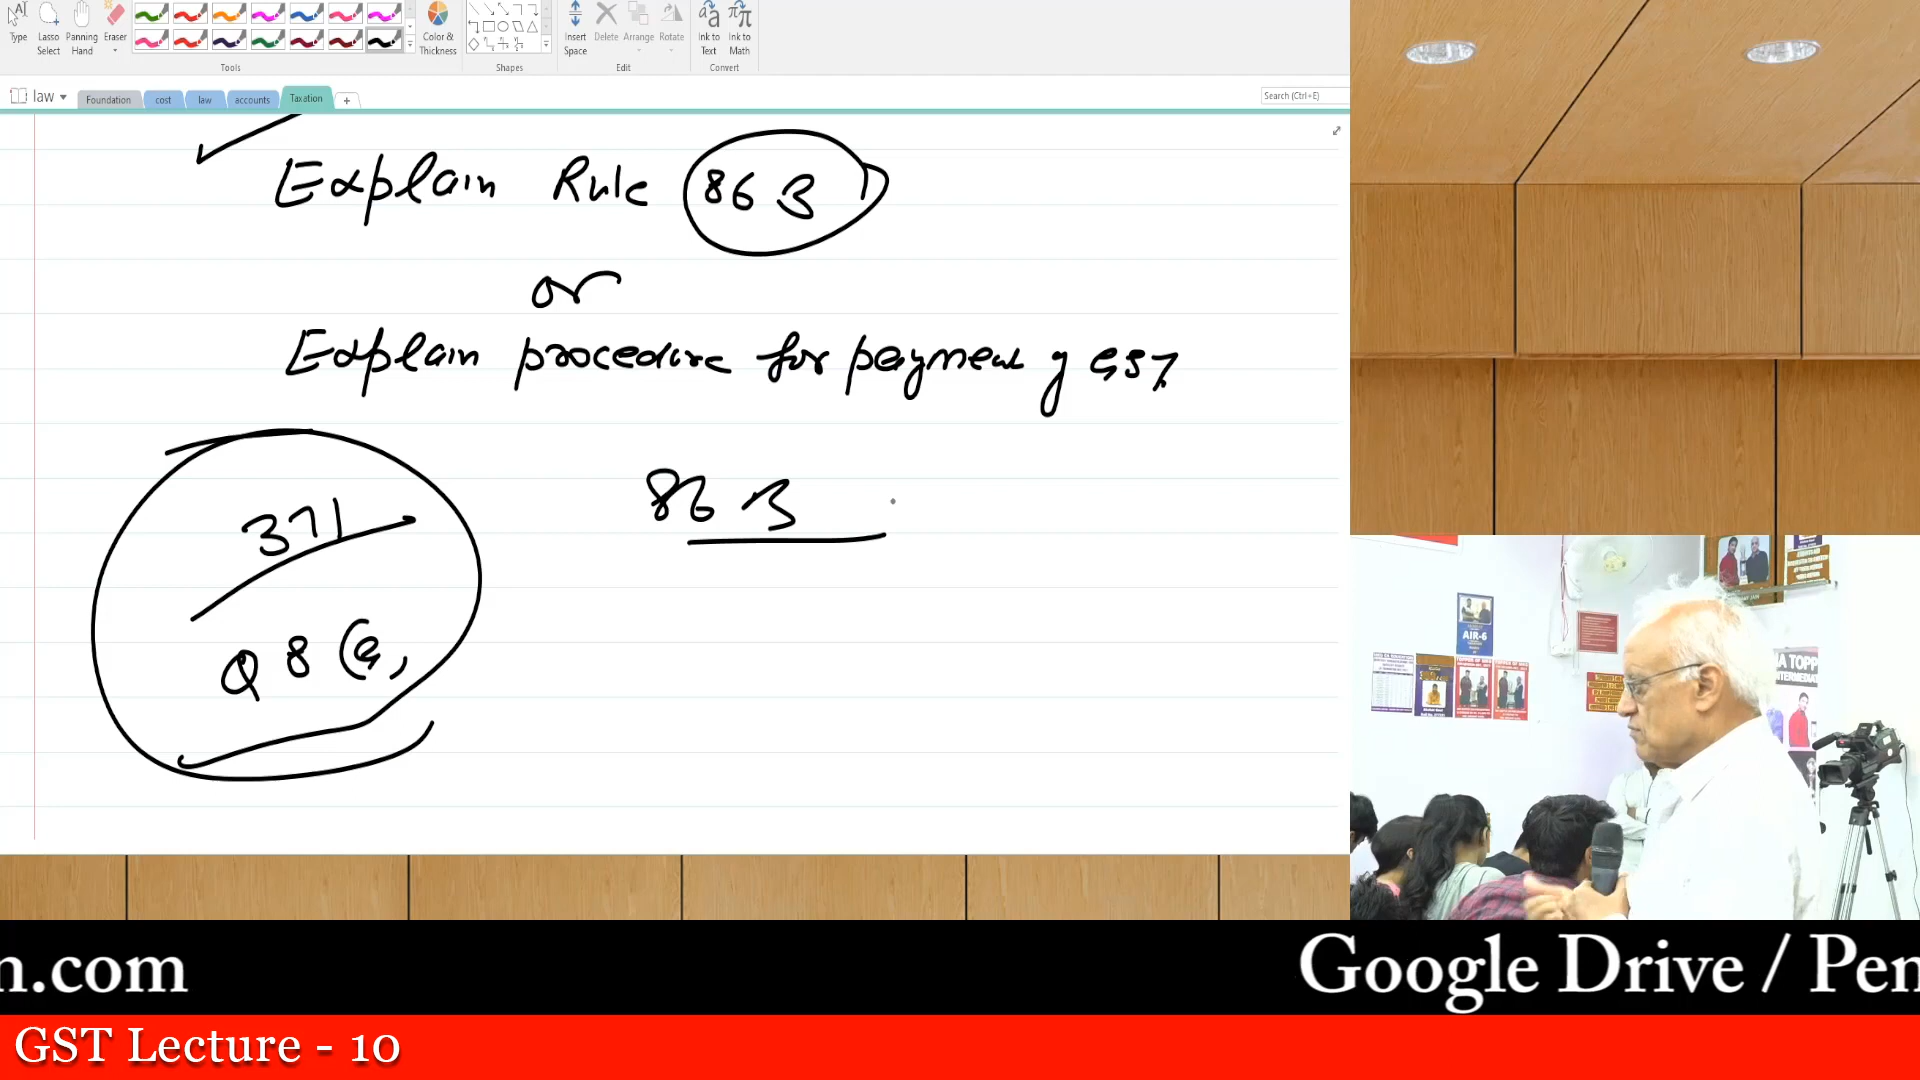 Type
Lasso Select
Panning Hand
Eraser
Color & Thickness
Insert Space
Delete
Arrange
Rotate
Ink to Text
Ink to Math
Tools
Shapes
Edit
Convert
law
Foundation
cost
law
accounts
Taxation
+
Search (Ctrl+E)
Explain Rule 86 B
or
Explain procedure for payment of GST
371
Q 8 (a)
86 B
AIR-6
n.com
Google Drive / Pen
GST Lecture - 10